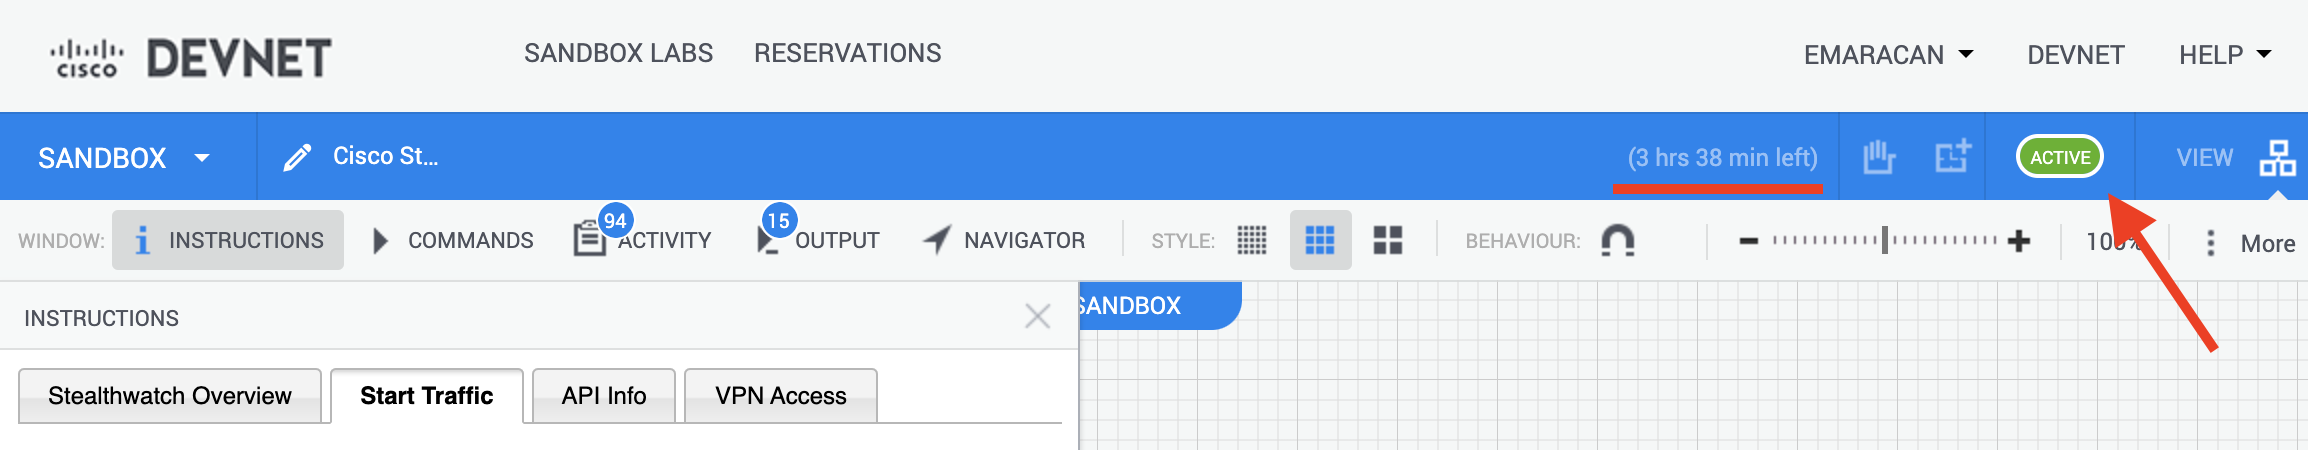 CISCO DEVNET SANDBOX LABS RESERVATIONS EMARACAN DEVNET HELP
SANDBOX Cisco St... (3 hrs 38 min left) ACTIVE VIEW
WINDOW: INSTRUCTIONS COMMANDS 94 ACTIVITY 15 OUTPUT NAVIGATOR STYLE: BEHAVIOUR: 100% More
INSTRUCTIONS SANDBOX
Stealthwatch Overview Start Traffic API Info VPN Access